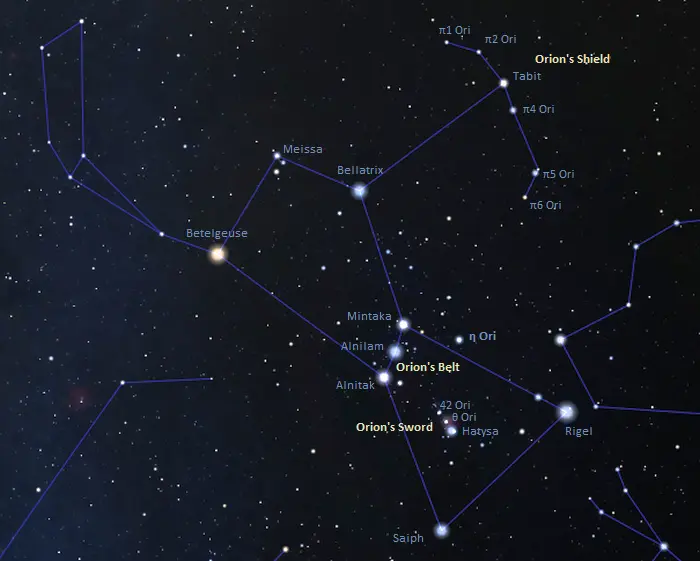 π1 Ori
π2 Ori
Orion's Shield
Tabit
π4 Ori
Meissa
Bellatrix
π5 Ori
π6 Ori
Betelgeuse
Mintaka
η Ori
Alnilam
Orion's Belt
Alnitak
42 Ori
θ Ori
Orion's Sword
Hatysa
Rigel
Saiph